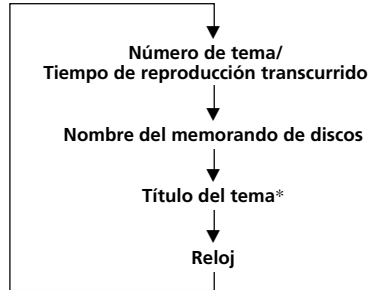 Número de tema/
Tiempo de reproducción transcurrido
Nombre del memorando de discos
Título del tema*
Reloj